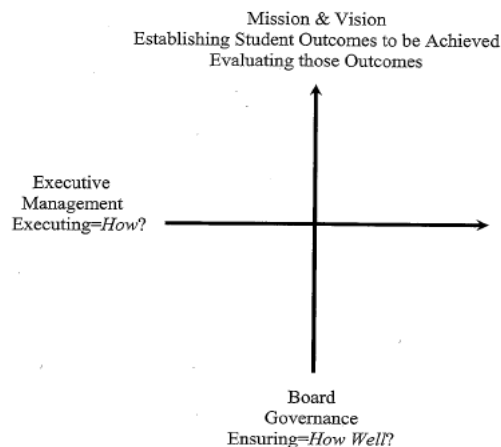 Mission & Vision
Establishing Student Outcomes to be Achieved
Evaluating those Outcomes
Executive
Management
Executing=How?
Board
Governance
Ensuring=How Well?